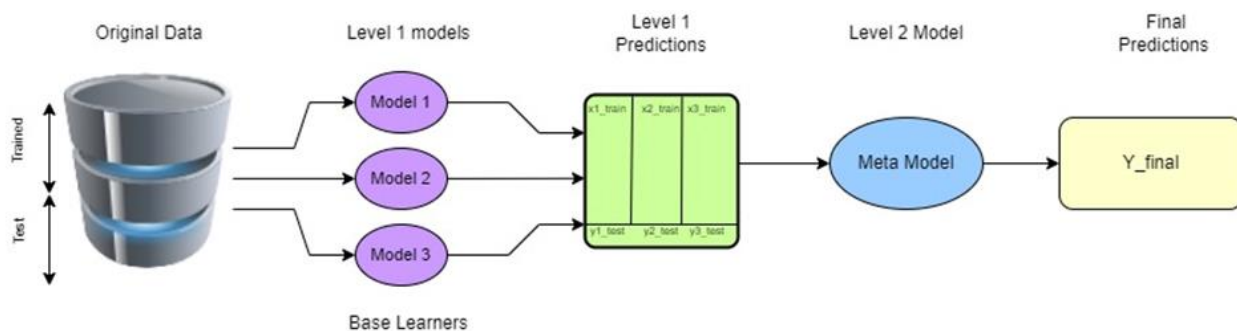 Original Data
Level 1 models
Level 1
Predictions
Level 2 Model
Final
Predictions
Trained
Test
Model 1
Model 2
Model 3
x1_train x2_train x3_train
y1_test y2_test y3_test
Meta Model
Y_final
Base Learners